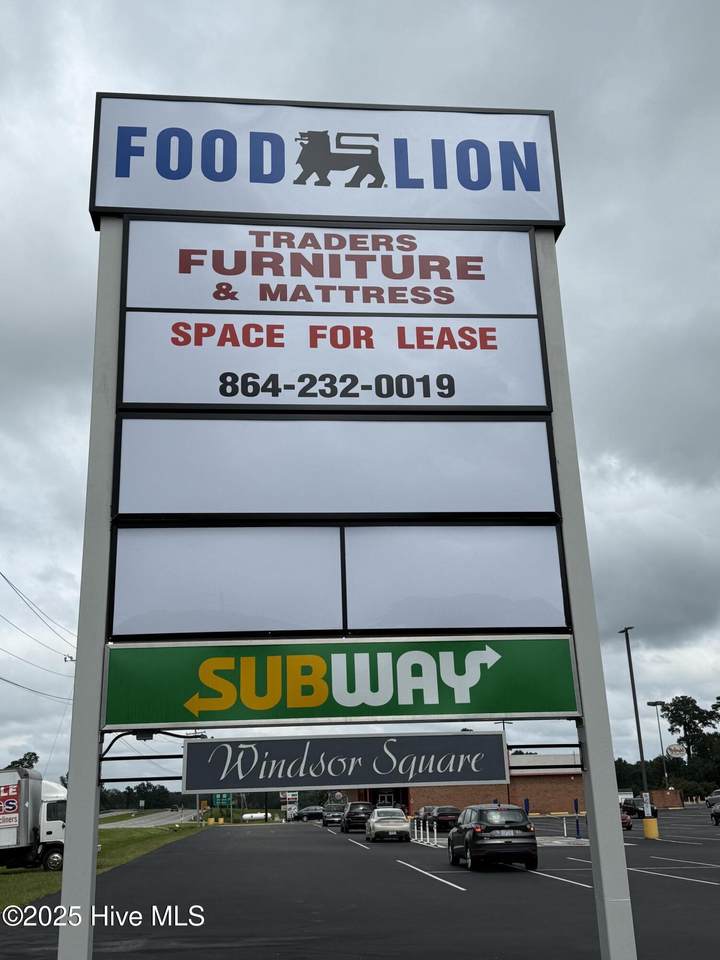 FOOD LION
TRADERS
FURNITURE
& MATTRESS
SPACE FOR LEASE
864-232-0019
SUBWAY
Windsor Square
©2025 Hive MLS